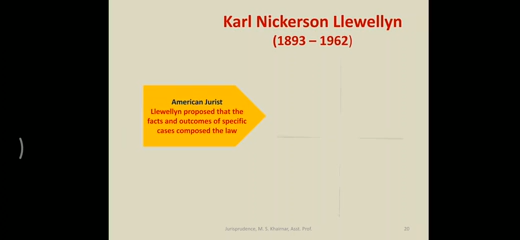 Karl Nickerson Llewellyn
(1893 – 1962)
American Jurist
Llewellyn proposed that the
facts and outcomes of specific
cases composed the law
Jurisprudence, M. S. Khairnar, Asst. Prof.